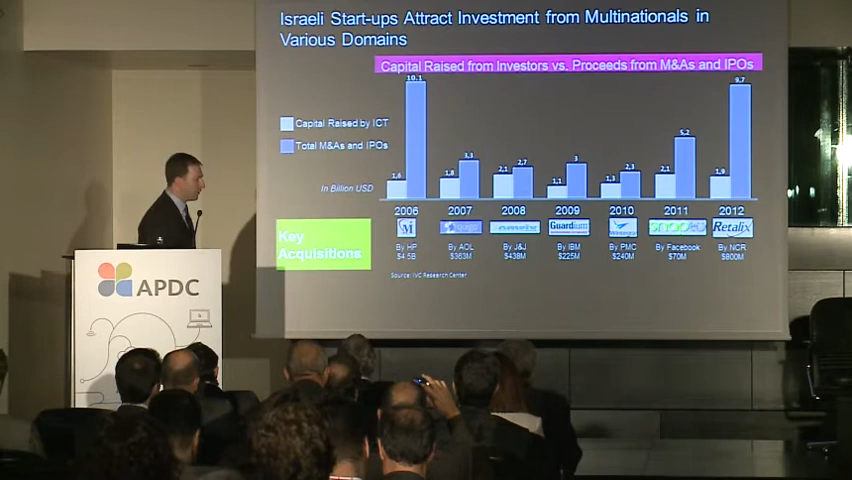 Israeli Start-ups Attract Investment from Multinationals in
Various Domains
Capital Raised from Investors vs. Proceeds from M&As and IPOs
Capital Raised by ICT
Total M&As and IPOs
In Billion USD
1,6 10.1 1,8 3,3 2,1 2,7 1,1 3 1,3 2,3 2,1 5,2 1,9 9,7
2006 2007 2008 2009 2010 2011 2012
Key
Acquisitions
Guardium Retalix
By HP By AOL By J&J By IBM By PMC By Facebook By NCR
$4.5B $363M $438M $225M $240M $70M $800M
Source: IVC Research Center
APDC